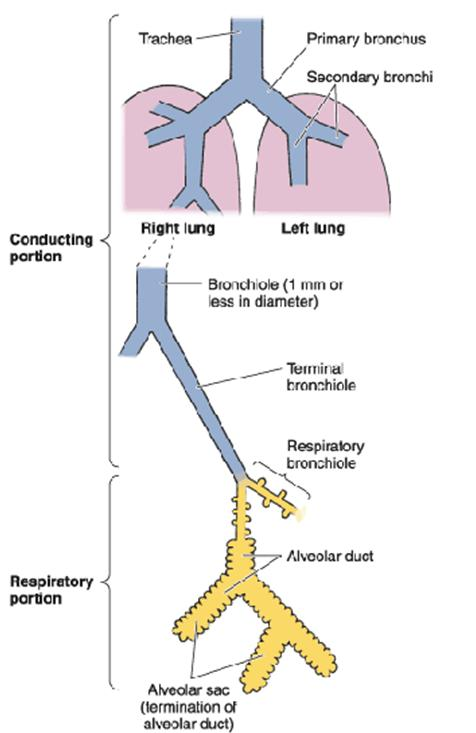 Trachea
Primary bronchus
Secondary bronchi
Right lung
Left lung
Conducting
portion
Bronchiole (1 mm or
less in diameter)
Terminal
bronchiole
Respiratory
bronchiole
Alveolar duct
Respiratory
portion
Alveolar sac
(termination of
alveolar duct)